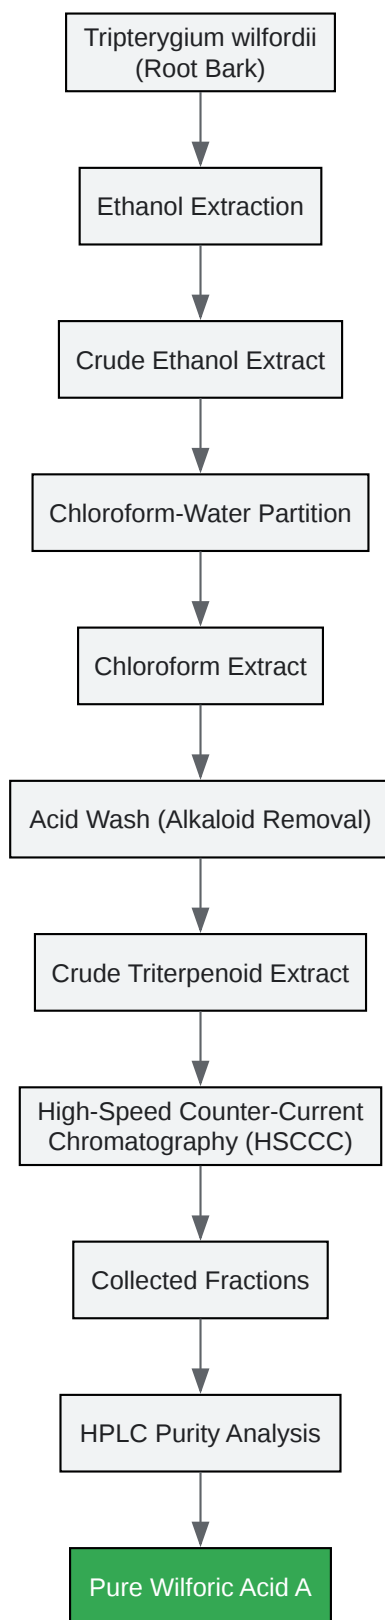 Tripterygium wilfordii
(Root Bark)
Ethanol Extraction
Crude Ethanol Extract
Chloroform-Water Partition
Chloroform Extract
Acid Wash (Alkaloid Removal)
Crude Triterpenoid Extract
High-Speed Counter-Current
Chromatography (HSCCC)
Collected Fractions
HPLC Purity Analysis
Pure Wilforic Acid A